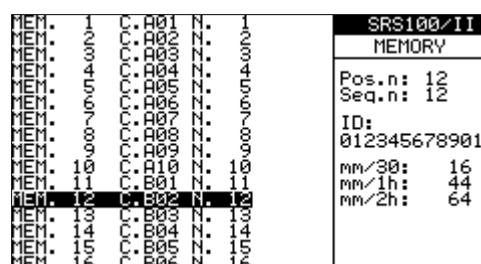 MEM. 1 C.A01 N. 1
MEM. 2 C.A02 N. 2
MEM. 3 C.A03 N. 3
MEM. 4 C.A04 N. 4
MEM. 5 C.A05 N. 5
MEM. 6 C.A06 N. 6
MEM. 7 C.A07 N. 7
MEM. 8 C.A08 N. 8
MEM. 9 C.A09 N. 9
MEM. 10 C.A10 N. 10
MEM. 11 C.B01 N. 11
MEM. 12 C.B02 N. 12
MEM. 13 C.B03 N. 13
MEM. 14 C.B04 N. 14
MEM. 15 C.B05 N. 15
MEM. 16 C.B06 N. 16
SRS100/II
MEMORY
Pos.n: 12
Seq.n: 12
ID:
012345678901
mm/30: 16
mm/1h: 44
mm/2h: 64